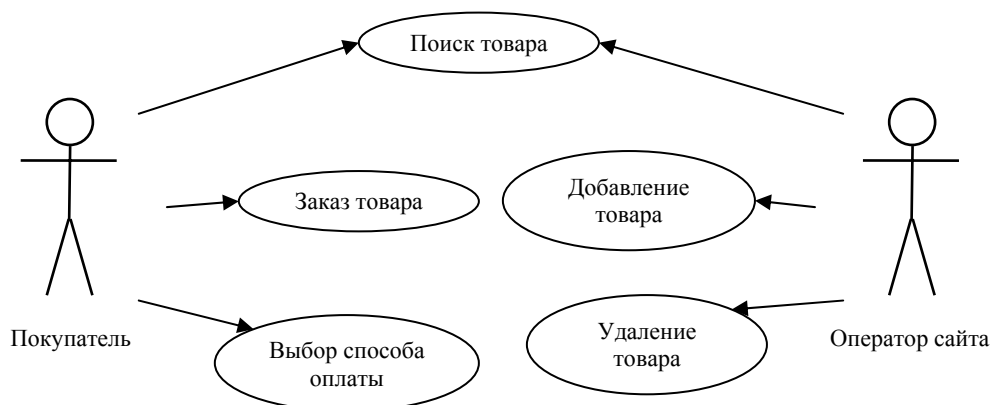 Поиск товара
Заказ товара
Добавление
товара
Покупатель
Выбор способа
оплаты
Удаление
товара
Оператор сайта